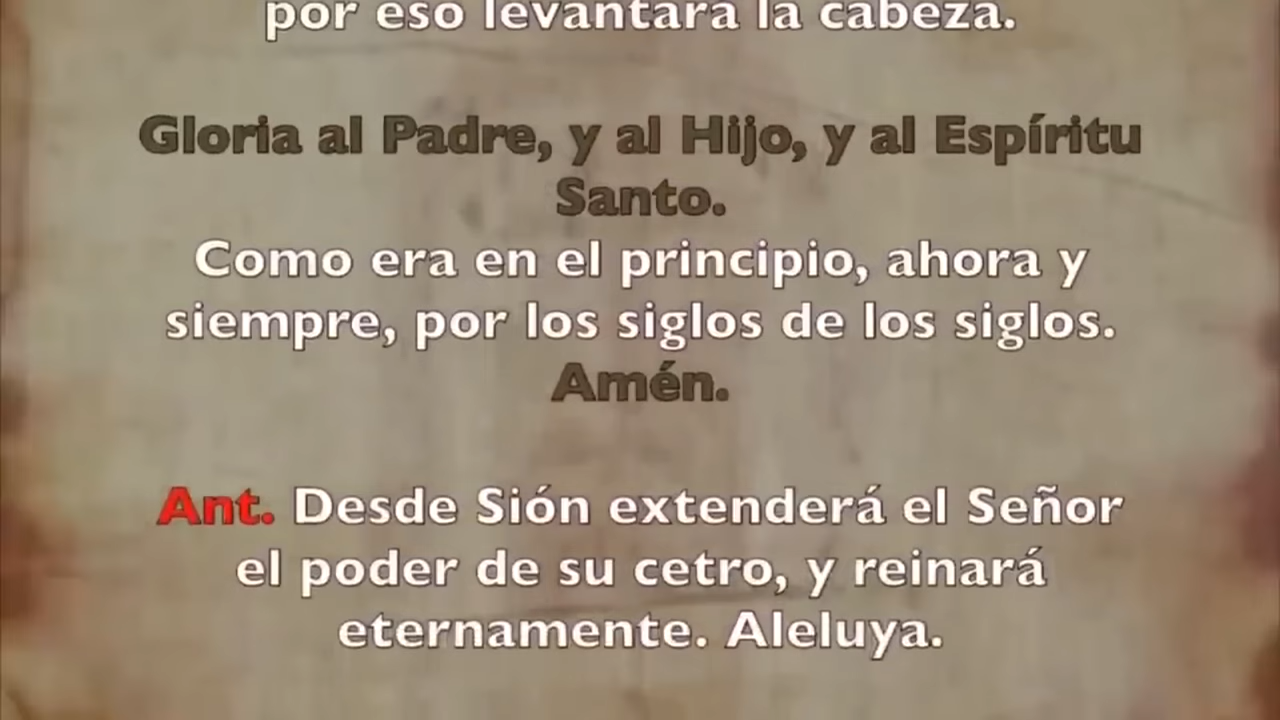 por eso levantará la cabeza.
Gloria al Padre, y al Hijo, y al Espíritu
Santo.
Como era en el principio, ahora y
siempre, por los siglos de los siglos.
Amén.
Ant. Desde Sión extenderá el Señor
el poder de su cetro, y reinará
eternamente. Aleluya.